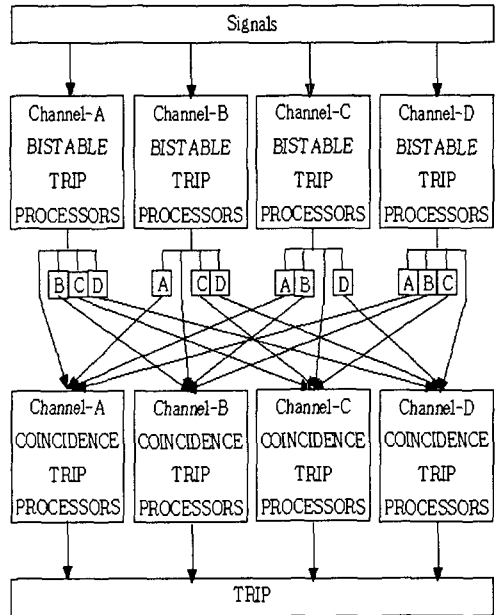 Signals
Channel-A
BISTABLE
TRIP
PROCESSORS
Channel-B
BISTABLE
TRIP
PROCESSORS
Channel-C
BISTABLE
TRIP
PROCESSORS
Channel-D
BISTABLE
TRIP
PROCESSORS
B C D
A C D
A B D
A B C
Channel-A
COINCIDENCE
TRIP
PROCESSORS
Channel-B
COINCIDENCE
TRIP
PROCESSORS
Channel-C
COINCIDENCE
TRIP
PROCESSORS
Channel-D
COINCIDENCE
TRIP
PROCESSORS
TRIP